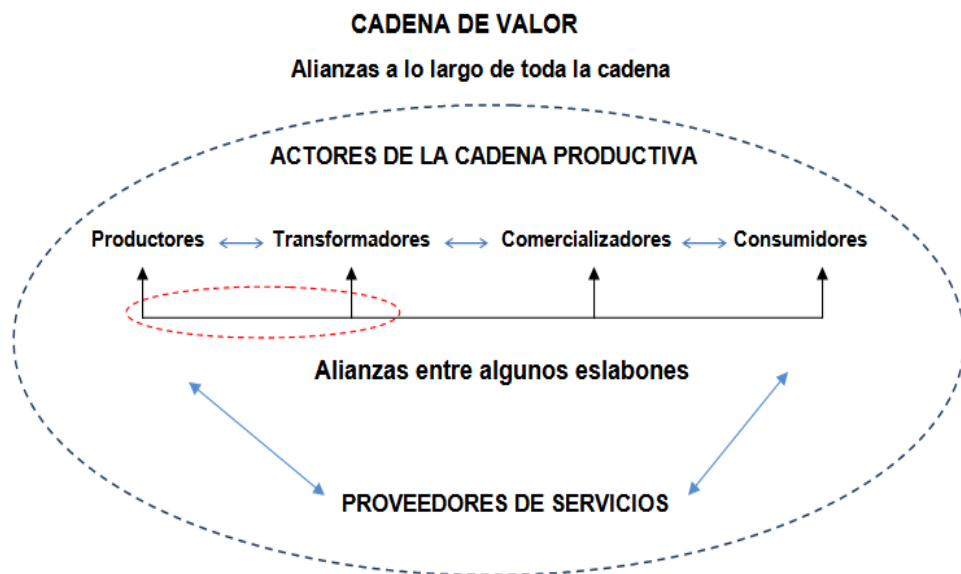 CADENA DE VALOR
Alianzas a lo largo de toda la cadena
ACTORES DE LA CADENA PRODUCTIVA
Productores Transformadores Comercializadores Consumidores
Alianzas entre algunos eslabones
PROVEEDORES DE SERVICIOS